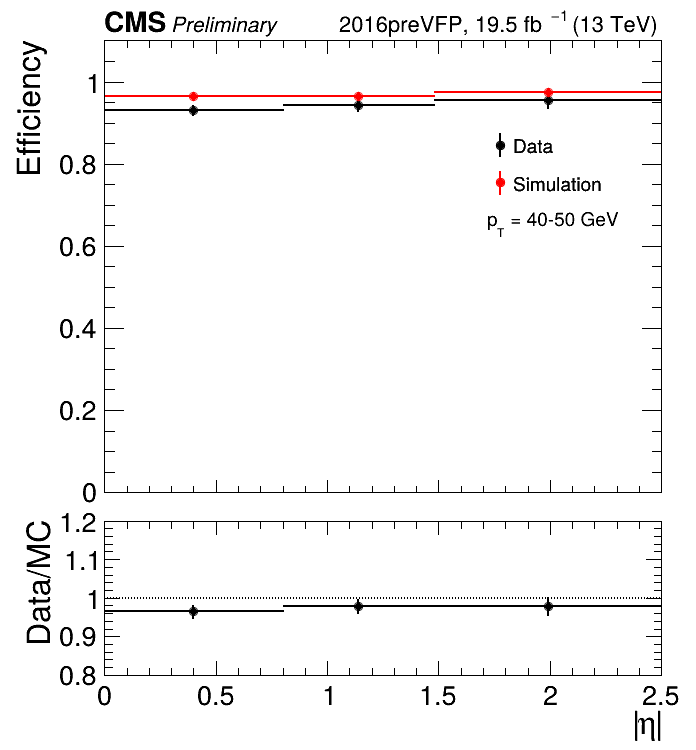 CMS Preliminary 2016preVFP, 19.5 fb⁻¹ (13 TeV)
Efficiency
1
0.8
0.6
0.4
0.2
0
Data
Simulation
p_T = 40-50 GeV
Data/MC
1.2
1.1
1
0.9
0.8
0 0.5 1 1.5 2 2.5
|η|